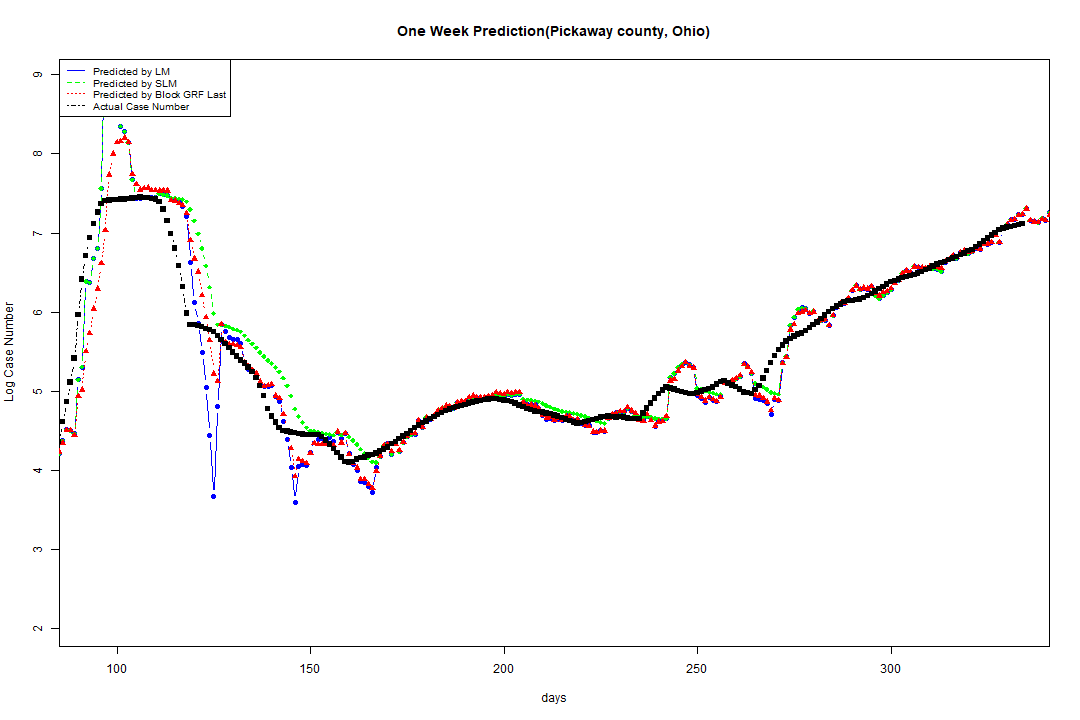 One Week Prediction(Pickaway county, Ohio)
Predicted by LM
Predicted by SLM
Predicted by Block GRF Last
Actual Case Number
9
8
7
6
5
4
3
2
Log Case Number
100 150 200 250 300
days